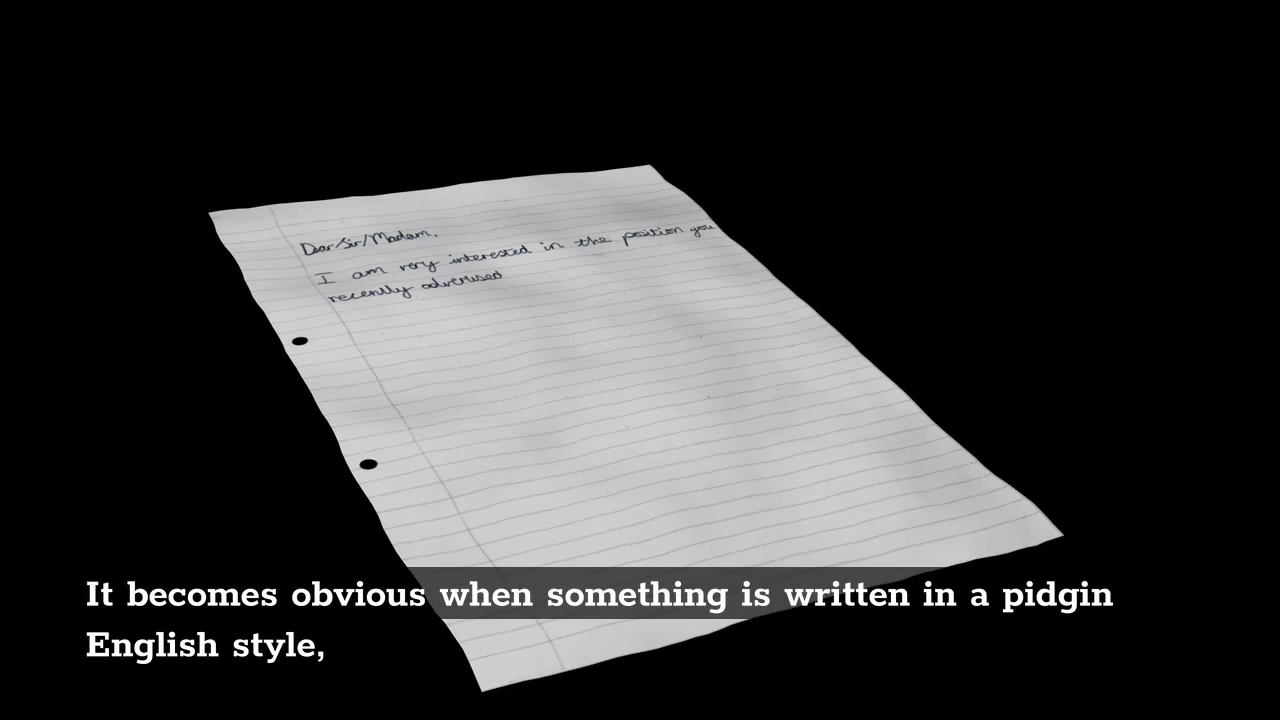 Dear Sir/Madam,
I am very interested in the position you
recently advertised
It becomes obvious when something is written in a pidgin
English style,